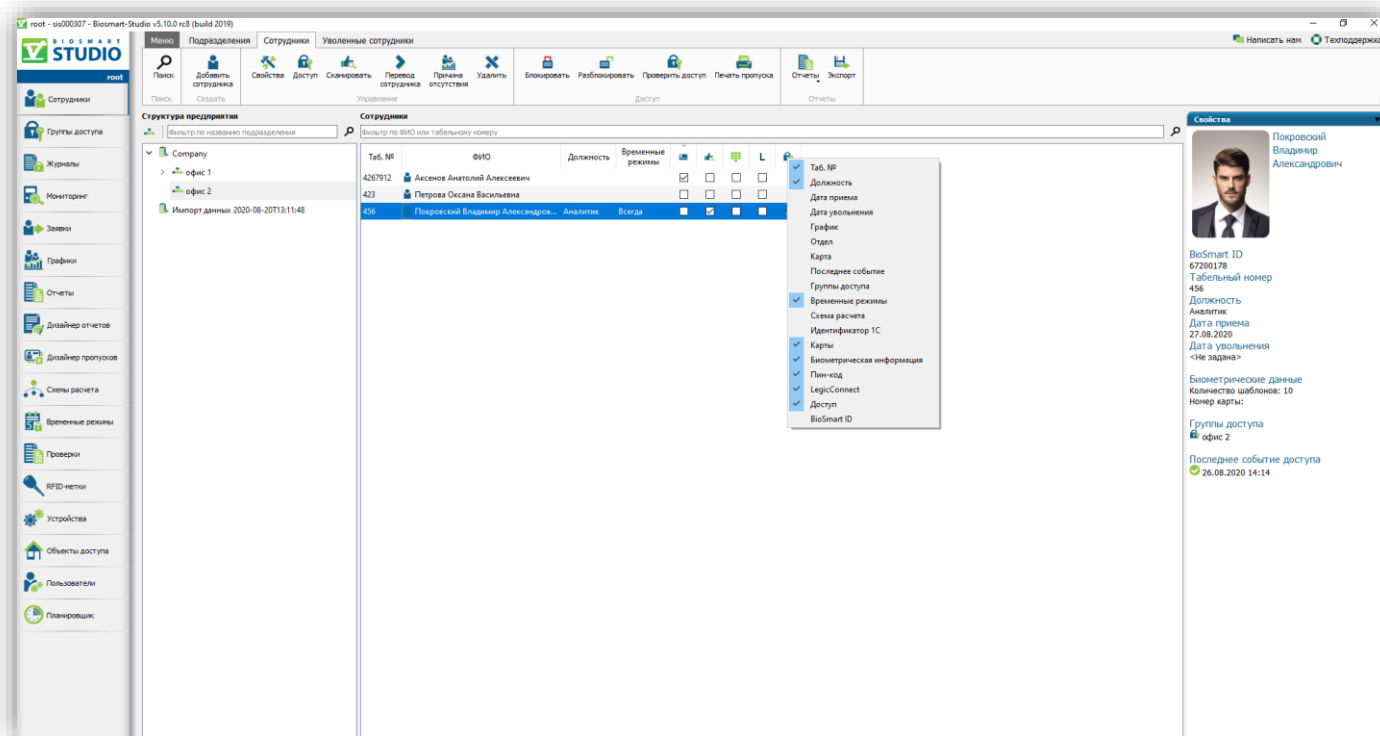 root - sis000307 - Biosmart-Studio v5.10.0 rc8 (build 2019)
BIOSMART
STUDIO
root
Меню Подразделения Сотрудники Уволенные сотрудники
Написать нам Техподдержка
Поиск Добавить сотрудника Свойства Доступ Сканировать Перевод сотрудника Причина отсутствия Удалить Блокировать Разблокировать Проверить доступ Печать пропуска Отчеты Экспорт
Поиск Создать Управление Доступ Отчеты
Сотрудники
Группы доступа
Журналы
Мониторинг
Заявки
Графики
Отчеты
Дизайнер отчетов
Дизайнер пропусков
Схемы расчета
Временные режимы
Проверки
RFID-метки
Устройства
Объекты доступа
Пользователи
Планировщик
Структура предприятия
Фильтр по названию подразделения
Company
офис 1
офис 2
Импорт данных 2020-08-20T13:11:48
Сотрудники
Фильтр по ФИО или табельному номеру
Таб. № ФИО Должность Временные режимы L
4267912 Аксенов Анатолий Алексеевич
423 Петрова Оксана Васильевна
456 Покровский Владимир Александров... Аналитик Всегда
Таб. №
Должность
Дата приема
Дата увольнения
График
Отдел
Карта
Последнее событие
Группы доступа
Временные режимы
Схема расчета
Идентификатор 1С
Карты
Биометрическая информация
Пин-код
LegicConnect
Доступ
BioSmart ID
Свойства
Покровский
Владимир
Александрович
BioSmart ID
67200178
Табельный номер
456
Должность
Аналитик
Дата приема
27.08.2020
Дата увольнения
<Не задана>
Биометрические данные
Количество шаблонов: 10
Номер карты:
Группы доступа
офис 2
Последнее событие доступа
26.08.2020 14:14